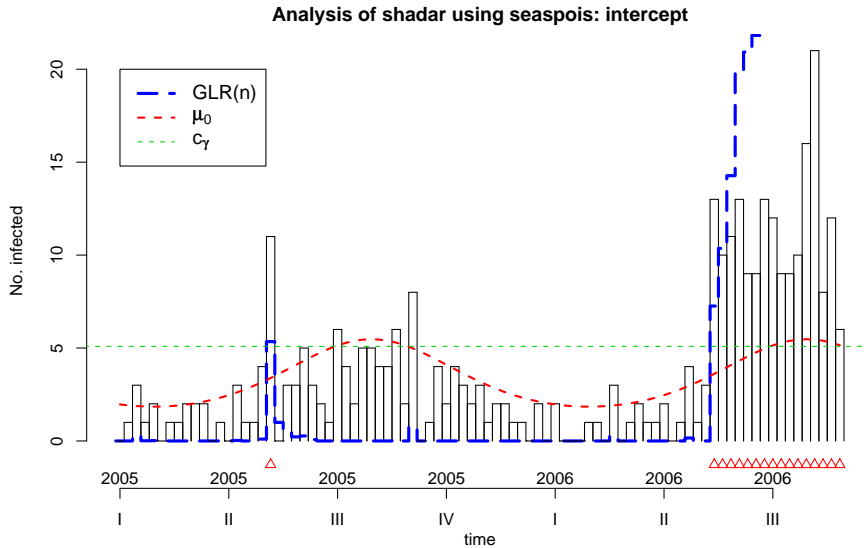 Analysis of shadar using seaspois: intercept
No. infected
20
15
10
5
0
GLR(n)
μ0
cγ
2005 2005 2005 2005 2006 2006 2006
I II III IV I II III
time